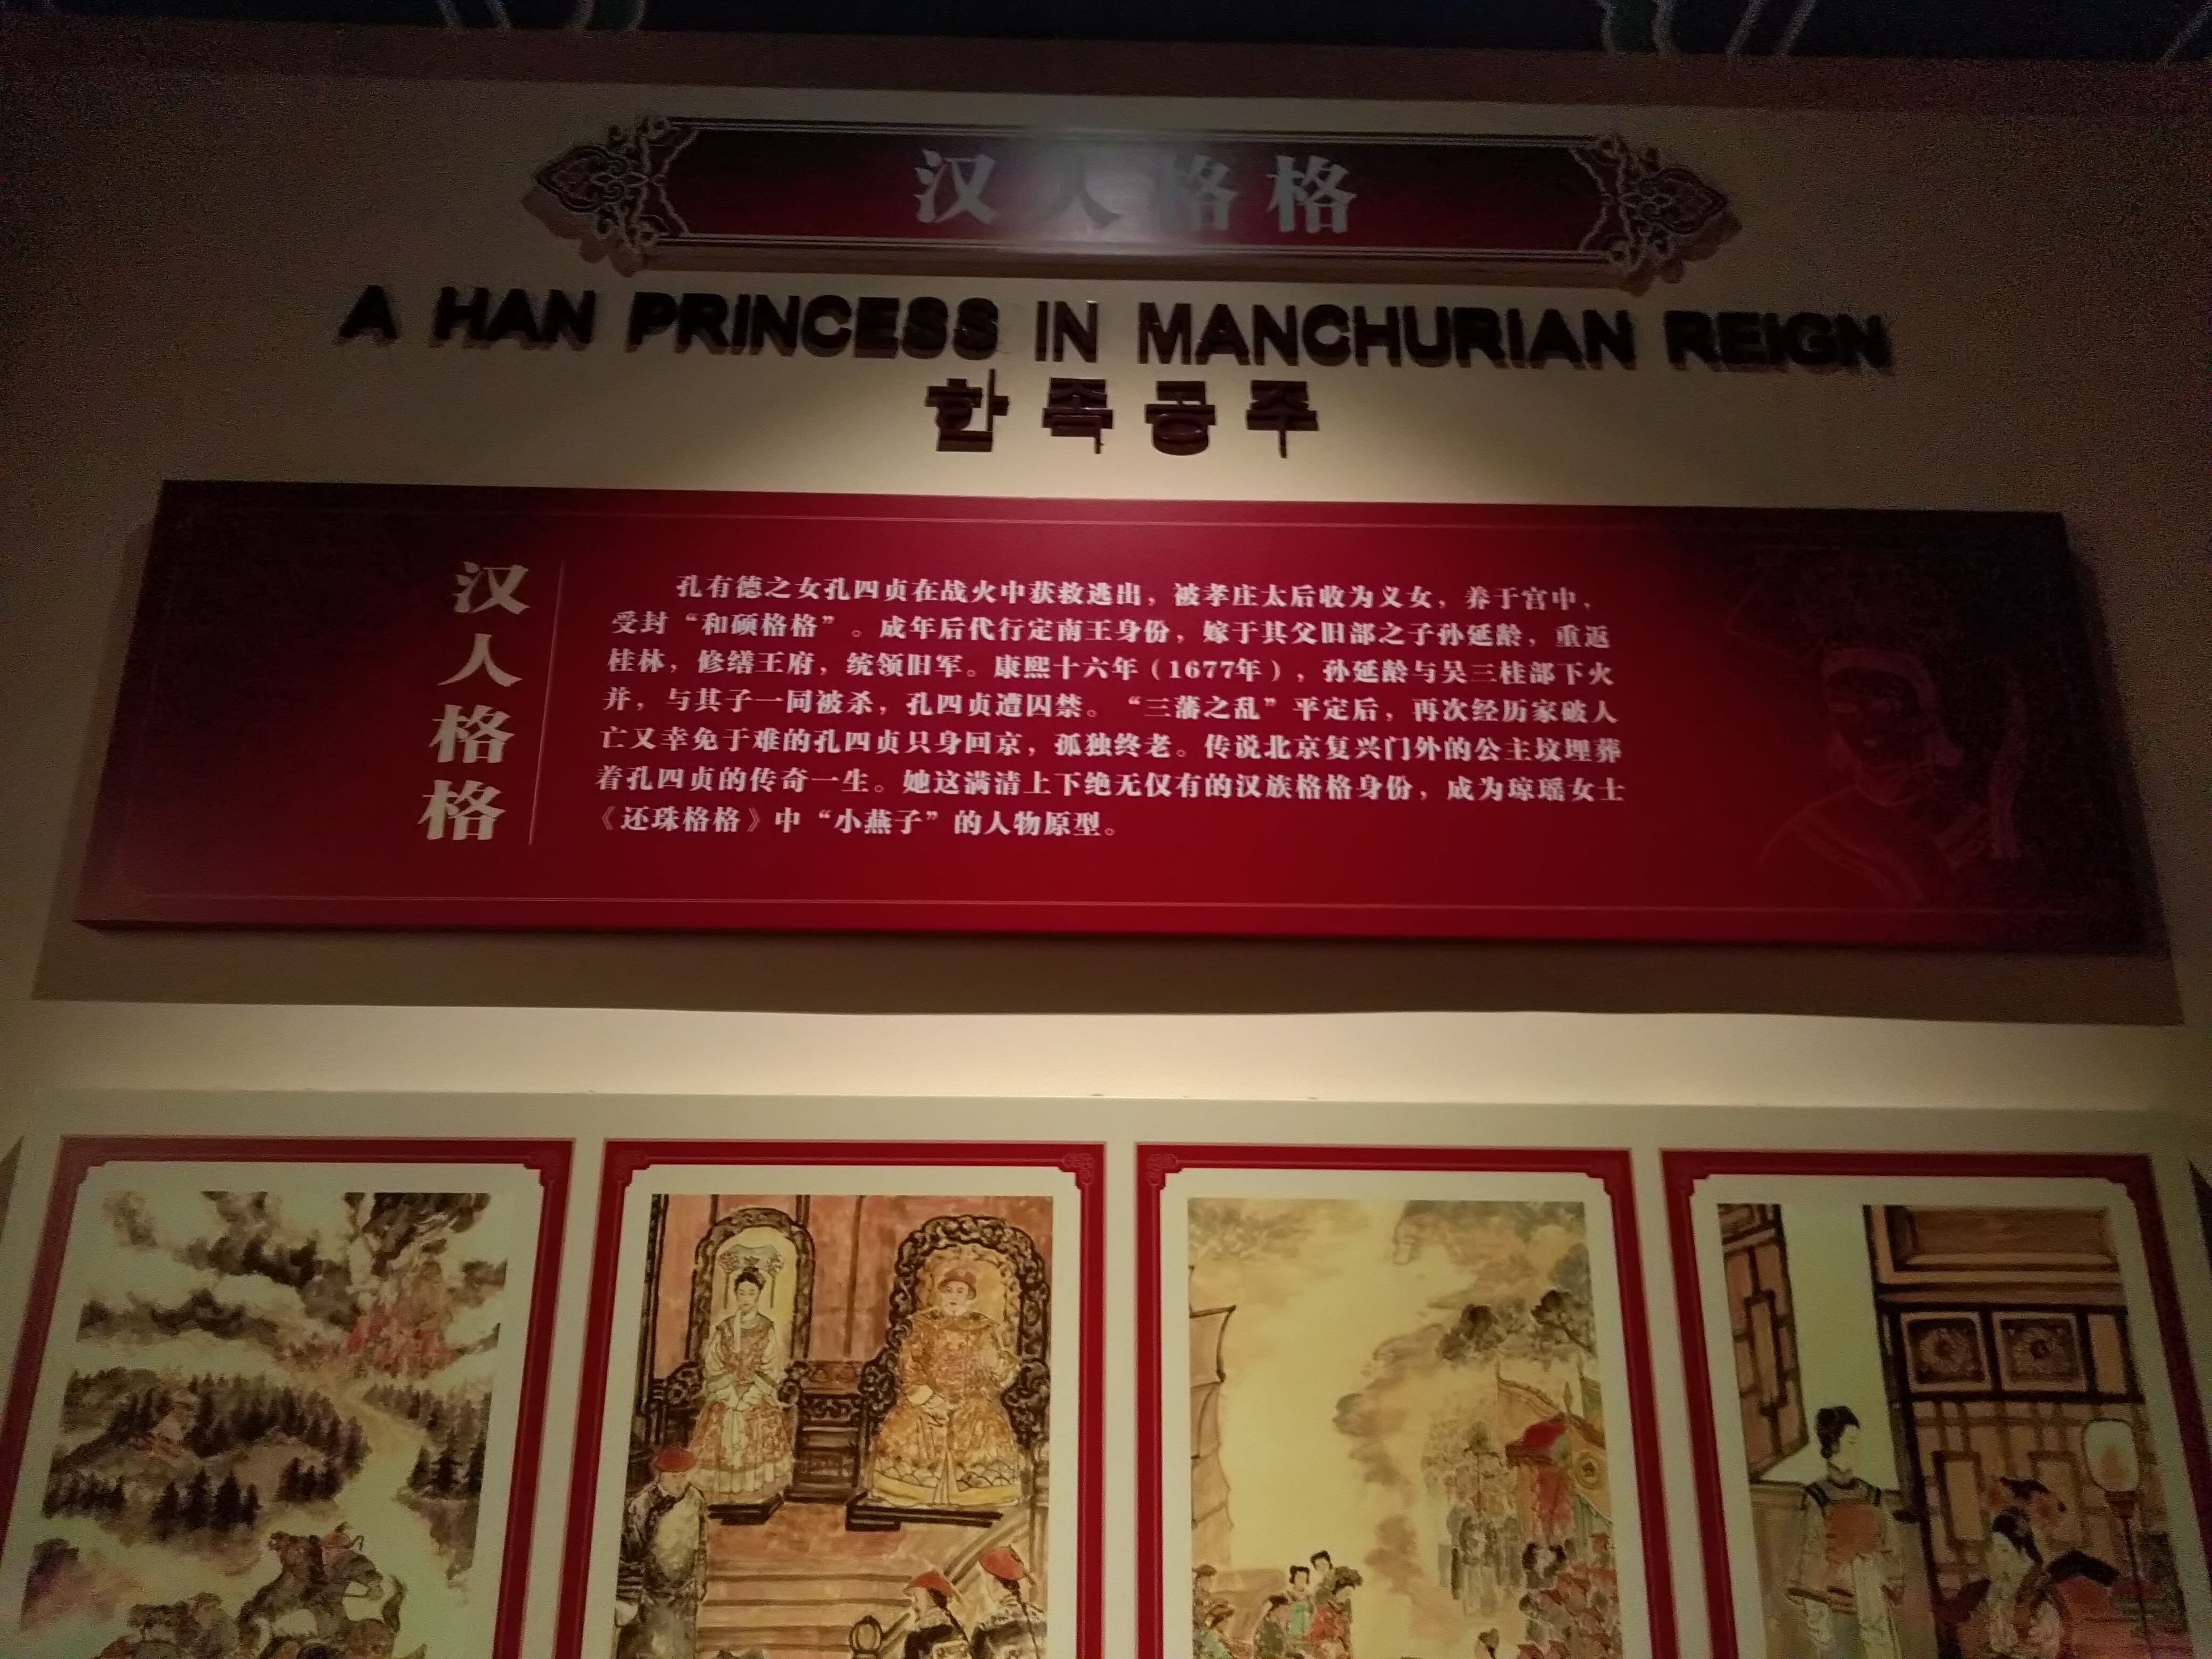 汉人格格
A HAN PRINCESS IN MANCHURIAN REIGN
한족공주
汉人格格
孔有德之女孔四贞在战火中获救逃出，被孝庄太后收为义女，养于宫中，
受封“和硕格格”。成年后代行定南王身份，嫁于其父旧部之子孙延龄，重返
桂林，修缮王府，统领旧军。康熙十六年（1677年），孙延龄与吴三桂部下火
并，与其子一同被杀，孔四贞遭囚禁。“三藩之乱”平定后，再次经历家破人
亡又幸免于难的孔四贞只身回京，孤独终老。传说北京复兴门外的公主坟埋葬
着孔四贞的传奇一生。她这满清上下绝无仅有的汉族格格身份，成为琼瑶女士
《还珠格格》中“小燕子”的人物原型。